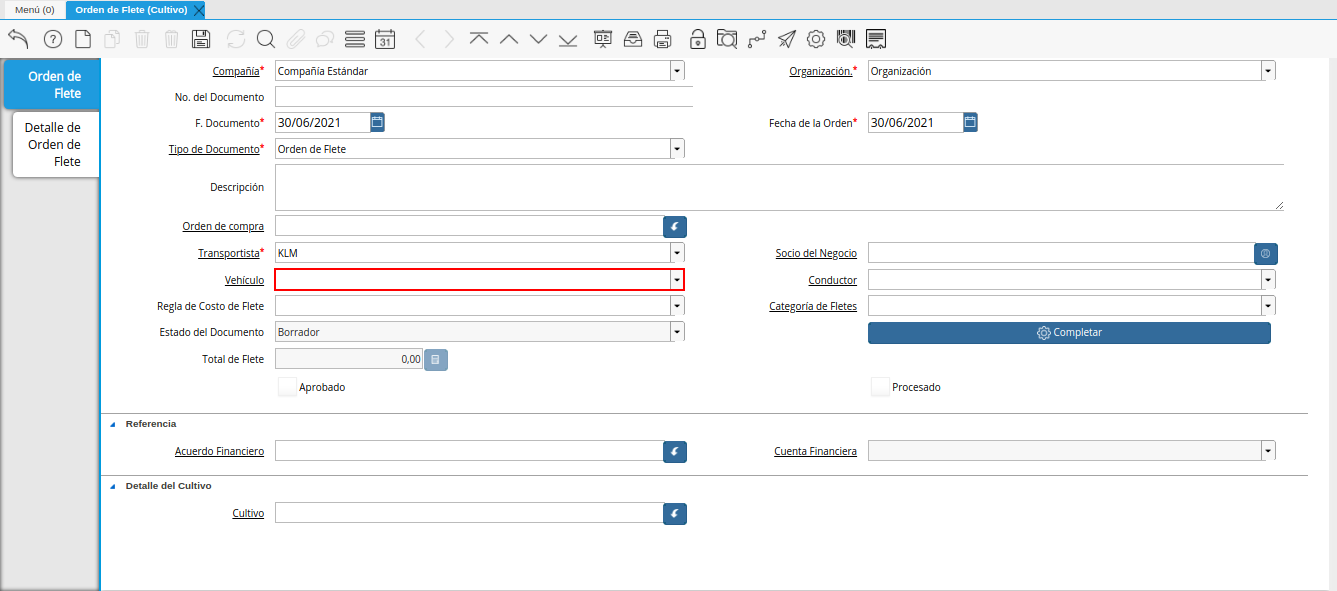 Menú (0)
Orden de Flete (Cultivo)
31
Orden de
Flete
Detalle de
Orden de
Flete
Compañía* Compañía Estándar Organización.* Organización
No. del Documento
F. Documento* 30/06/2021 Fecha de la Orden* 30/06/2021
Tipo de Documento* Orden de Flete
Descripción
Orden de compra
Transportista* KLM Socio del Negocio
Vehículo Conductor
Regla de Costo de Flete Categoría de Fletes
Estado del Documento Borrador Completar
Total de Flete 0,00
Aprobado Procesado
Referencia
Acuerdo Financiero Cuenta Financiera
Detalle del Cultivo
Cultivo